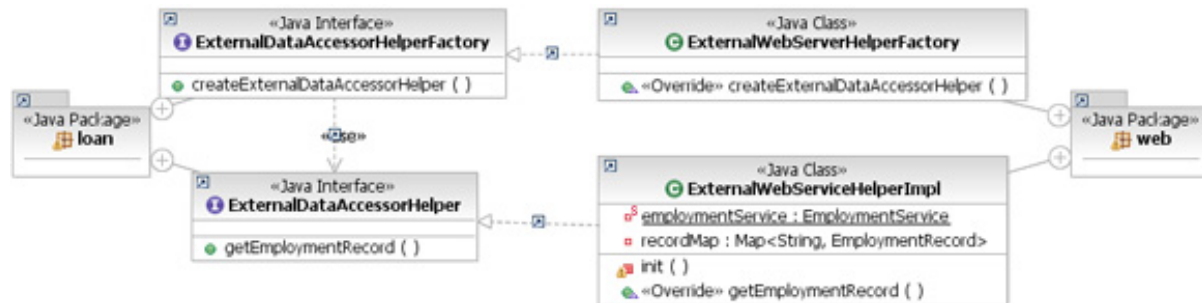 «Java Interface»
ExternalDataAccessorHelperFactory
createExternalDataAccessorHelper ( )
«Java Class»
ExternalWebServerHelperFactory
«Override» createExternalDataAccessorHelper ( )
«Java Package»
loan
«Java Package»
web
«Java Interface»
ExternalDataAccessorHelper
getEmploymentRecord ( )
«Java Class»
ExternalWebServiceHelperImpl
employmentService : EmploymentService
recordMap : Map<String, EmploymentRecord>
init ( )
«Override» getEmploymentRecord ( )